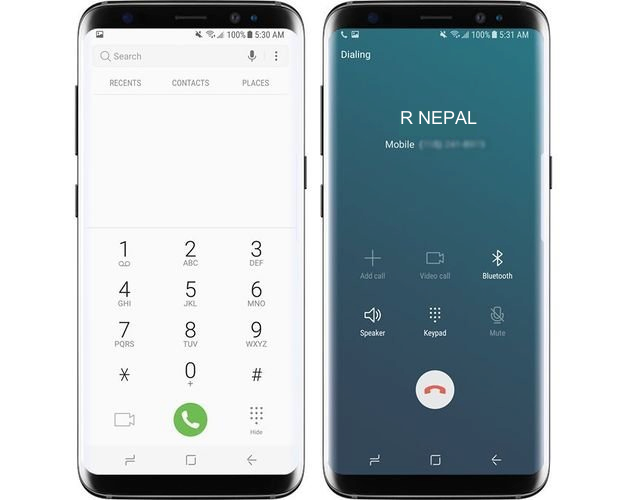 100% 5:30 AM
Search
RECENTS CONTACTS PLACES
1 2 3
ABC DEF
4 5 6
GHI JKL MNO
7 8 9
PQRS TUV WXYZ
* 0 #
+
Hide
100% 5:31 AM
Dialing
R NEPAL
Mobile
Add call Video call Bluetooth
Speaker Keypad Mute